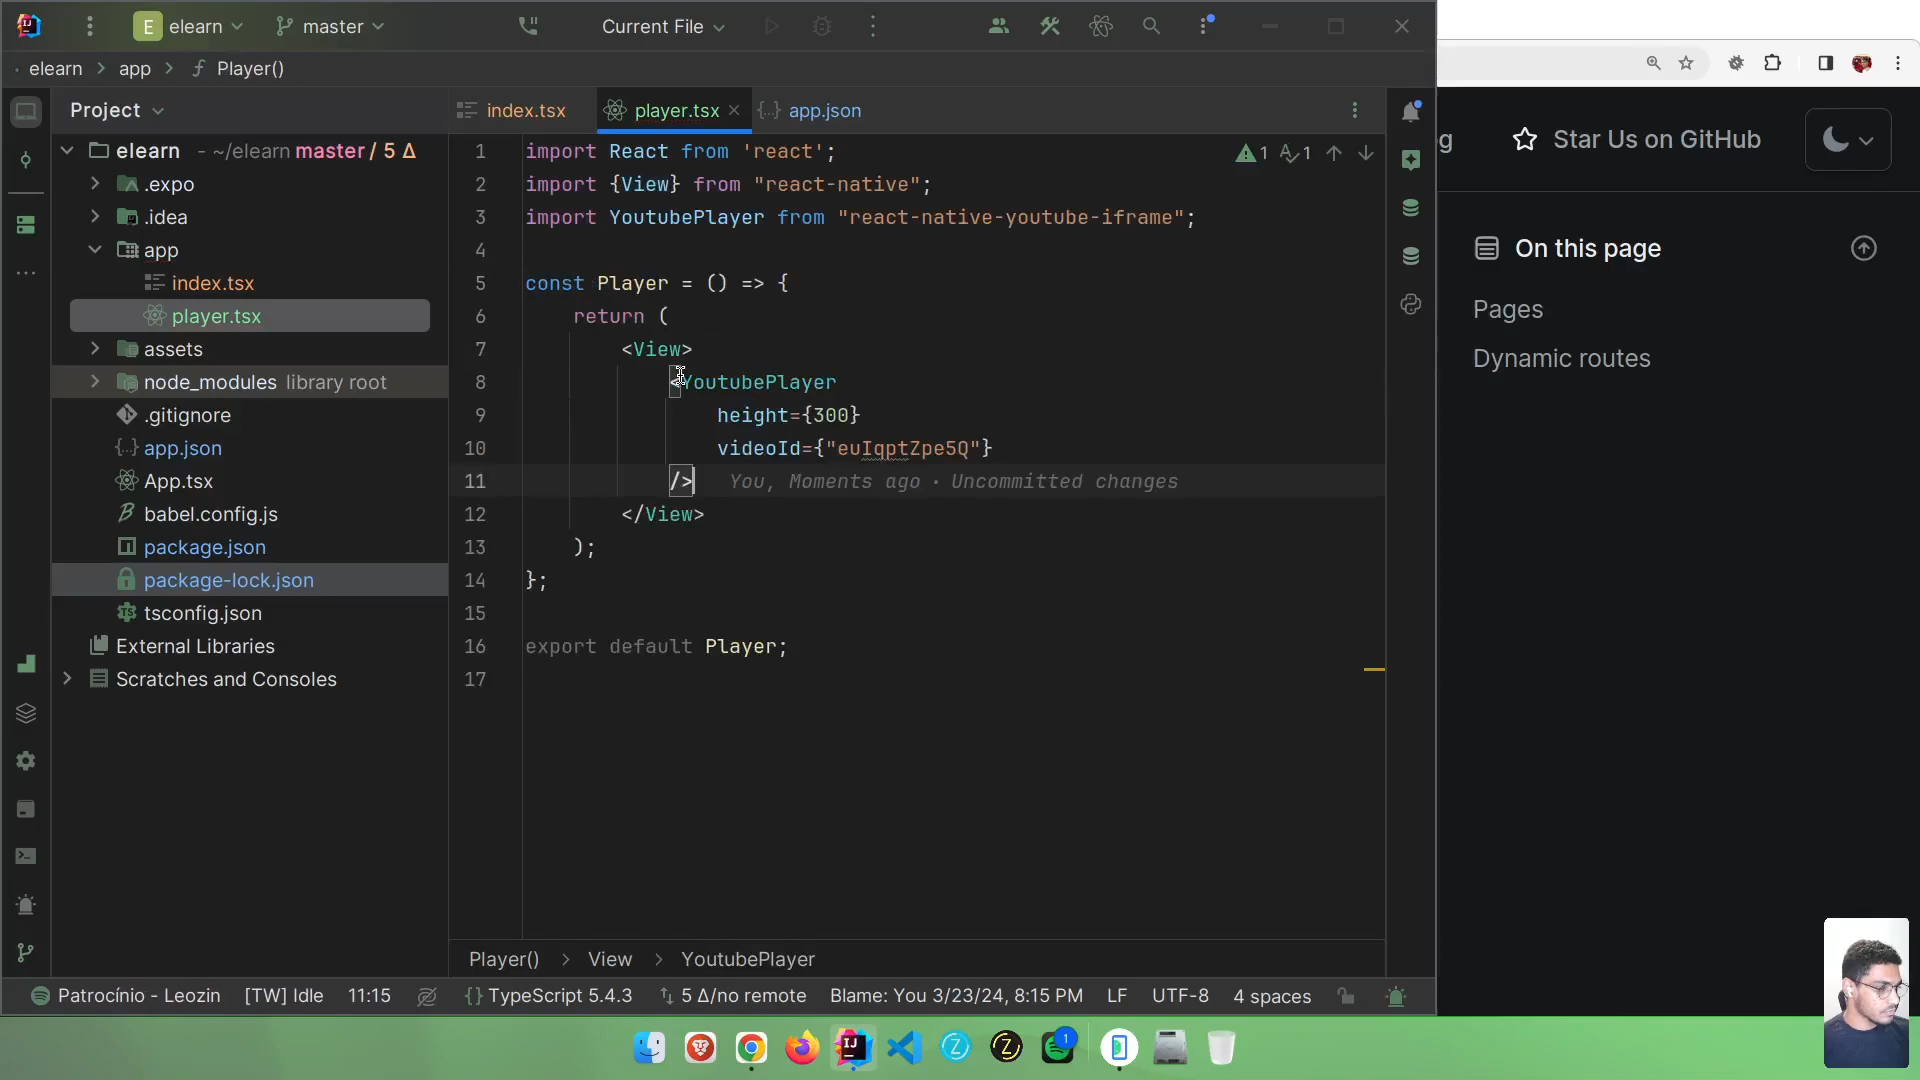 E elearn
master
Current File
elearn > app > Player()
Project
index.tsx
player.tsx
app.json
elearn - ~/elearn master / 5 Δ
.expo
.idea
app
index.tsx
player.tsx
assets
node_modules library root
.gitignore
app.json
App.tsx
babel.config.js
package.json
package-lock.json
tsconfig.json
External Libraries
Scratches and Consoles
1 import React from 'react';
2 import {View} from "react-native";
3 import YoutubePlayer from "react-native-youtube-iframe";
4
5 const Player = () => {
6 return (
7 <View>
8 <YoutubePlayer
9 height={300}
10 videoId={"euIqptZpe5Q"}
11 /> You, Moments ago · Uncommitted changes
12 </View>
13 );
14 };
15
16 export default Player;
17
1 1
Player() > View > YoutubePlayer
Patrocínio - Leozin [TW] Idle 11:15 {} TypeScript 5.4.3 5 Δ/no remote Blame: You 3/23/24, 8:15 PM LF UTF-8 4 spaces
g
Star Us on GitHub
On this page
Pages
Dynamic routes
1